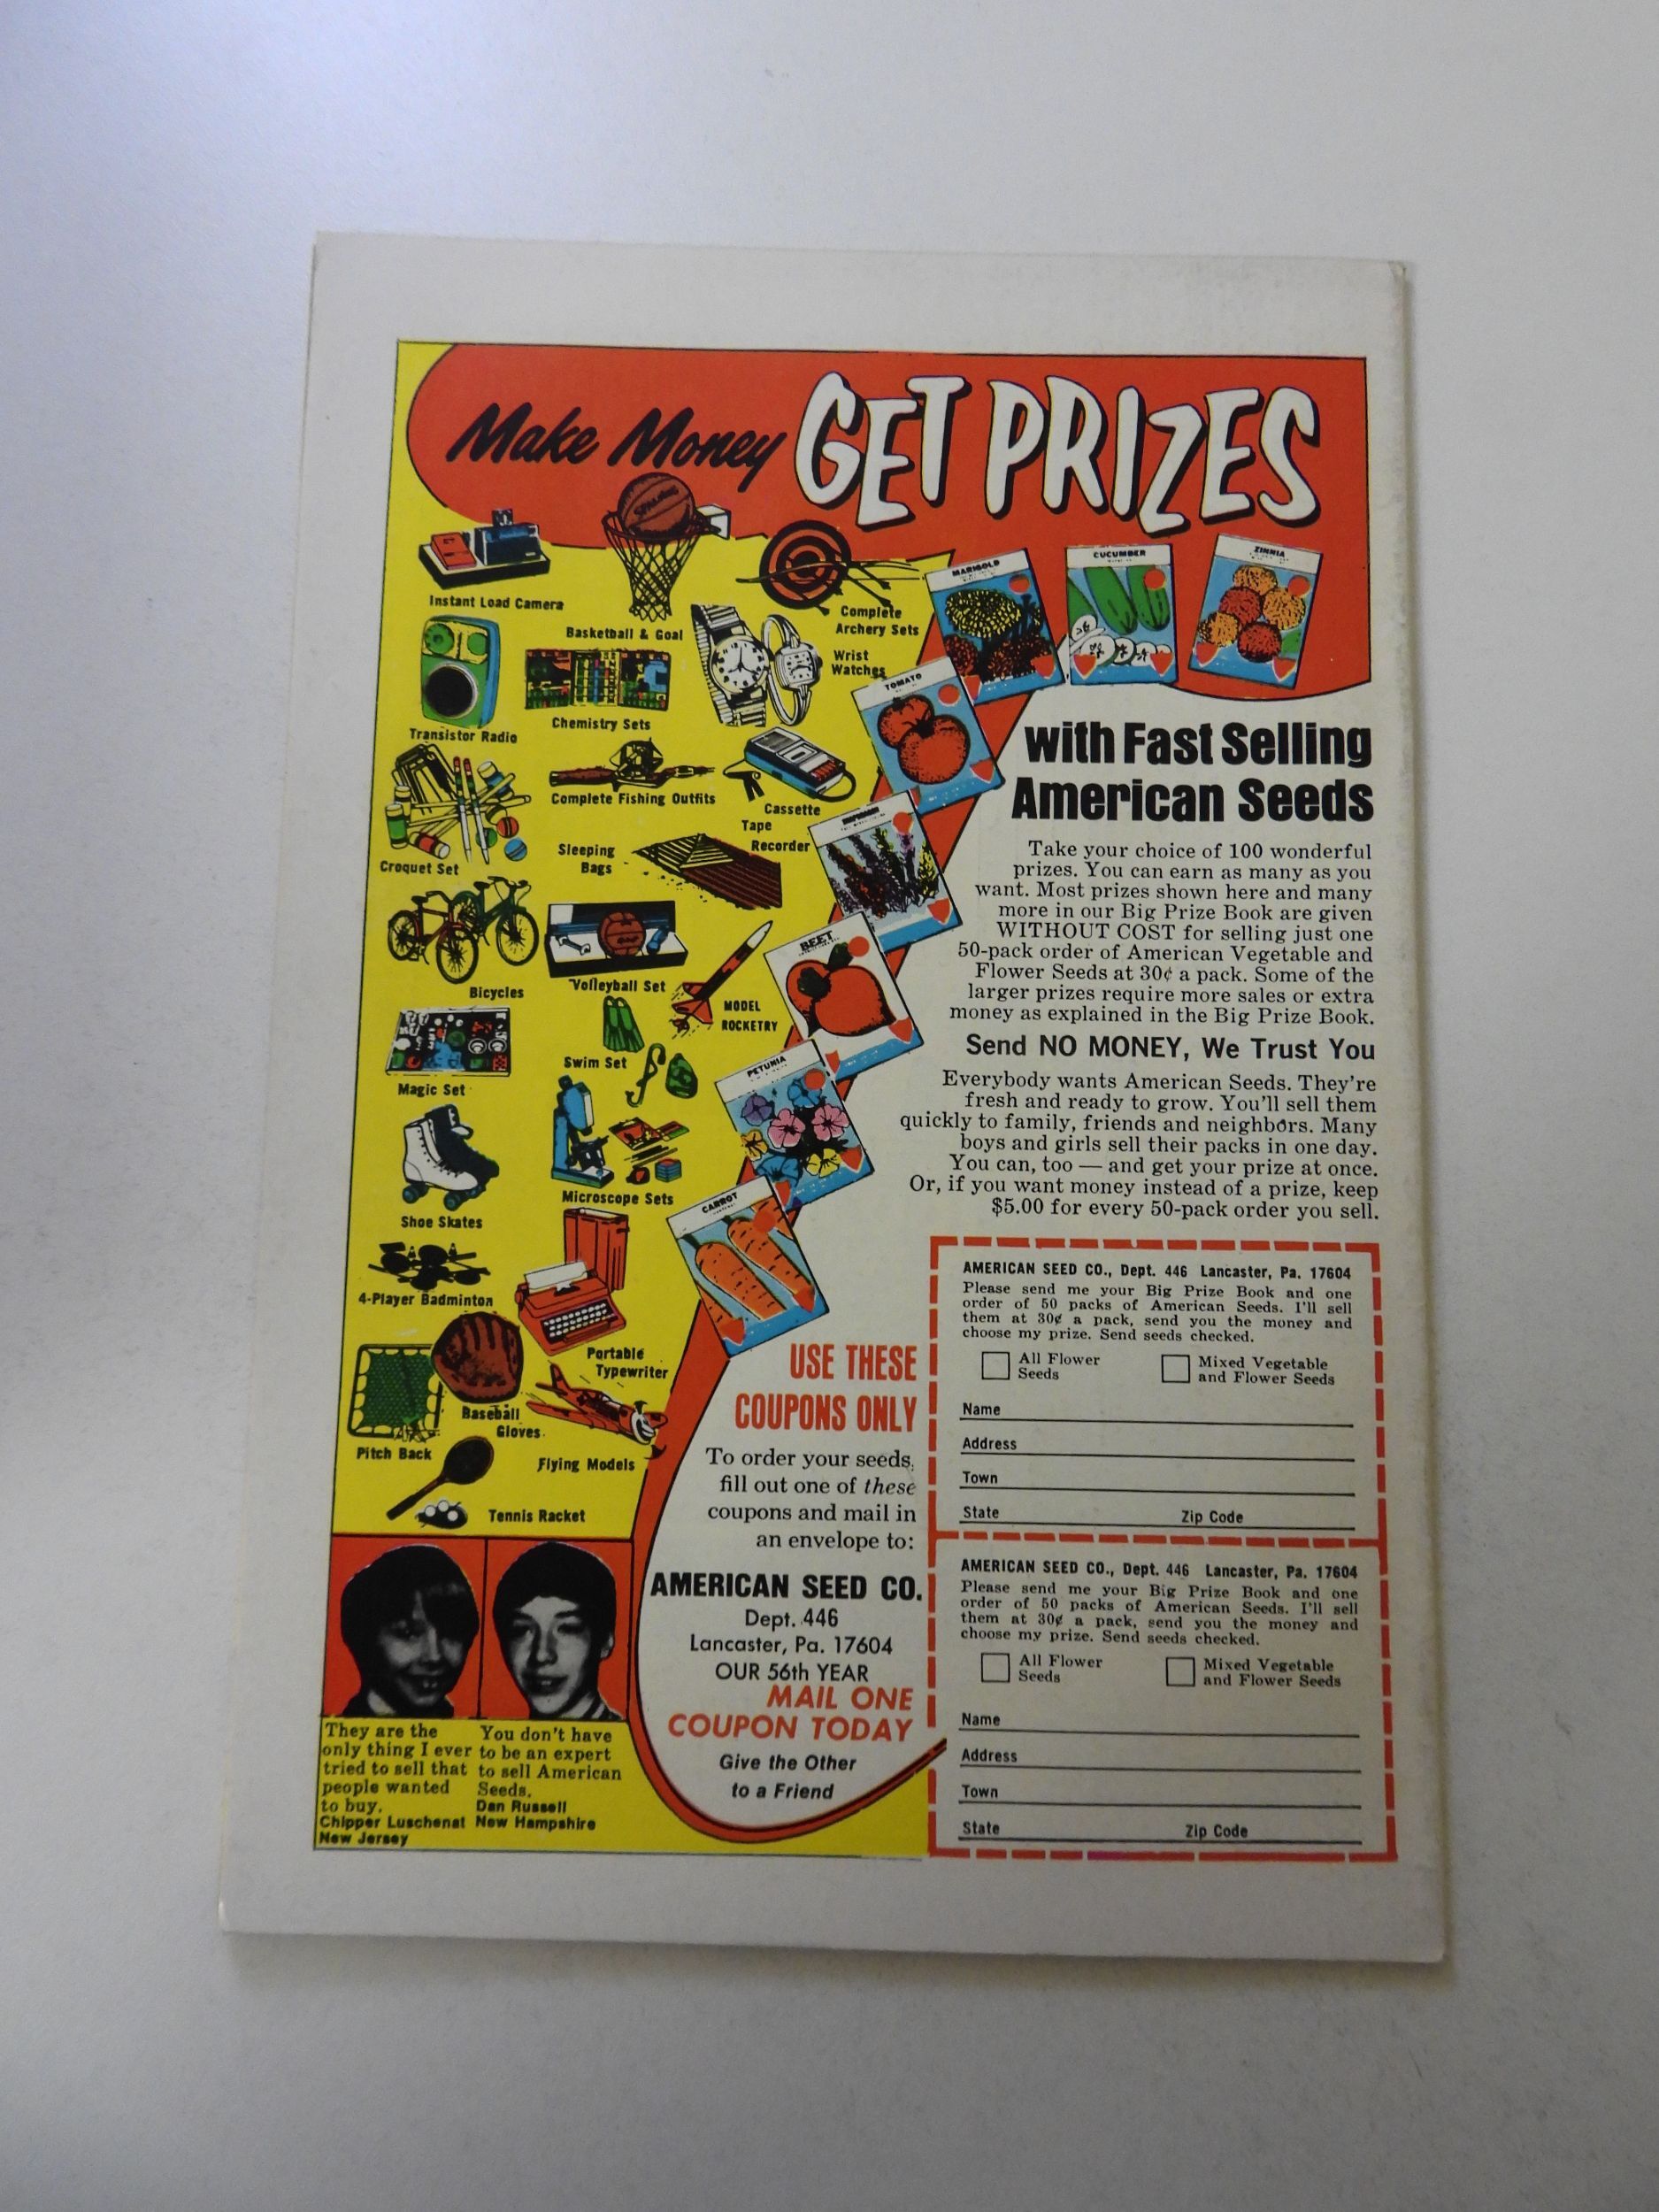 Make Money GET PRIZES
Instant Load Camera
Basketball & Goal
Complete
Archery Sets
Transistor Radio
Chemistry Sets
Wrist
Watches
Croquet Set
Complete Fishing Outfits
Cassette
Tape
Recorder
Sleeping
Bags
Bicycles
Volleyball Set
MODEL
ROCKETRY
Magic Set
Swim Set
Shoe Skates
Microscope Sets
4-Player Badminton
Portable
Typewriter
Pitch Back
Baseball
Gloves
Flying Models
Tennis Racket
MARIGOLD
CUCUMBER
ZINNIA
TOMATO
BEET
PETUNIA
CARROT
with Fast Selling
American Seeds
Take your choice of 100 wonderful
prizes. You can earn as many as you
want. Most prizes shown here and many
more in our Big Prize Book are given
WITHOUT COST for selling just one
50-pack order of American Vegetable and
Flower Seeds at 30¢ a pack. Some of the
larger prizes require more sales or extra
money as explained in the Big Prize Book.
Send NO MONEY, We Trust You
Everybody wants American Seeds. They're
fresh and ready to grow. You'll sell them
quickly to family, friends and neighbors. Many
boys and girls sell their packs in one day.
You can, too — and get your prize at once.
Or, if you want money instead of a prize, keep
$5.00 for every 50-pack order you sell.
USE THESE
COUPONS ONLY
To order your seeds,
fill out one of these
coupons and mail in
an envelope to:
AMERICAN SEED CO.
Dept. 446
Lancaster, Pa. 17604
OUR 56th YEAR
MAIL ONE
COUPON TODAY
Give the Other
to a Friend
AMERICAN SEED CO., Dept. 446 Lancaster, Pa. 17604
Please send me your Big Prize Book and one
order of 50 packs of American Seeds. I'll sell
them at 30¢ a pack, send you the money and
choose my prize. Send seeds checked.
All Flower
Seeds
Mixed Vegetable
and Flower Seeds
Name
Address
Town
State Zip Code
AMERICAN SEED CO., Dept. 446 Lancaster, Pa. 17604
Please send me your Big Prize Book and one
order of 50 packs of American Seeds. I'll sell
them at 30¢ a pack, send you the money and
choose my prize. Send seeds checked.
All Flower
Seeds
Mixed Vegetable
and Flower Seeds
Name
Address
Town
State Zip Code
They are the
only thing I ever
tried to sell that
people wanted
to buy.
Chipper Luschenat
New Jersey
You don't have
to be an expert
to sell American
Seeds.
Dan Russell
New Hampshire